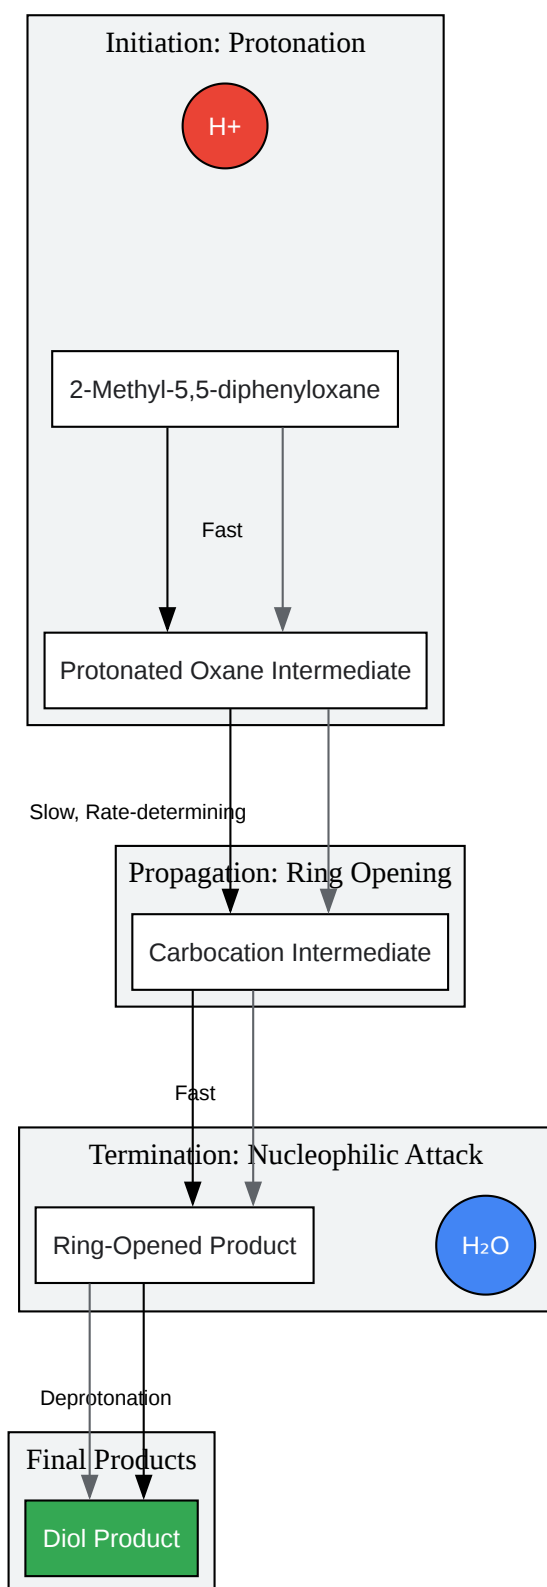 Initiation: Protonation
H+
2-Methyl-5,5-diphenyloxane
Fast
Protonated Oxane Intermediate
Slow, Rate-determining
Propagation: Ring Opening
Carbocation Intermediate
Fast
Termination: Nucleophilic Attack
Ring-Opened Product
H₂O
Deprotonation
Final Products
Diol Product